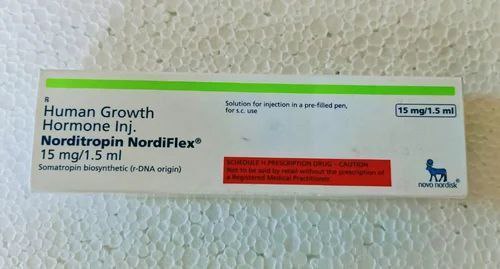 Rx
Human Growth
Hormone Inj.
Norditropin NordiFlex®
15 mg/1.5 ml
Somatropin biosynthetic (r-DNA origin)
Solution for injection in a pre-filled pen,
for s.c. use
15 mg/1.5 ml
SCHEDULE H PRESCRIPTION DRUG – CAUTION
Not to be sold by retail without the prescription of
a Registered Medical Practitioner.
novo nordisk®